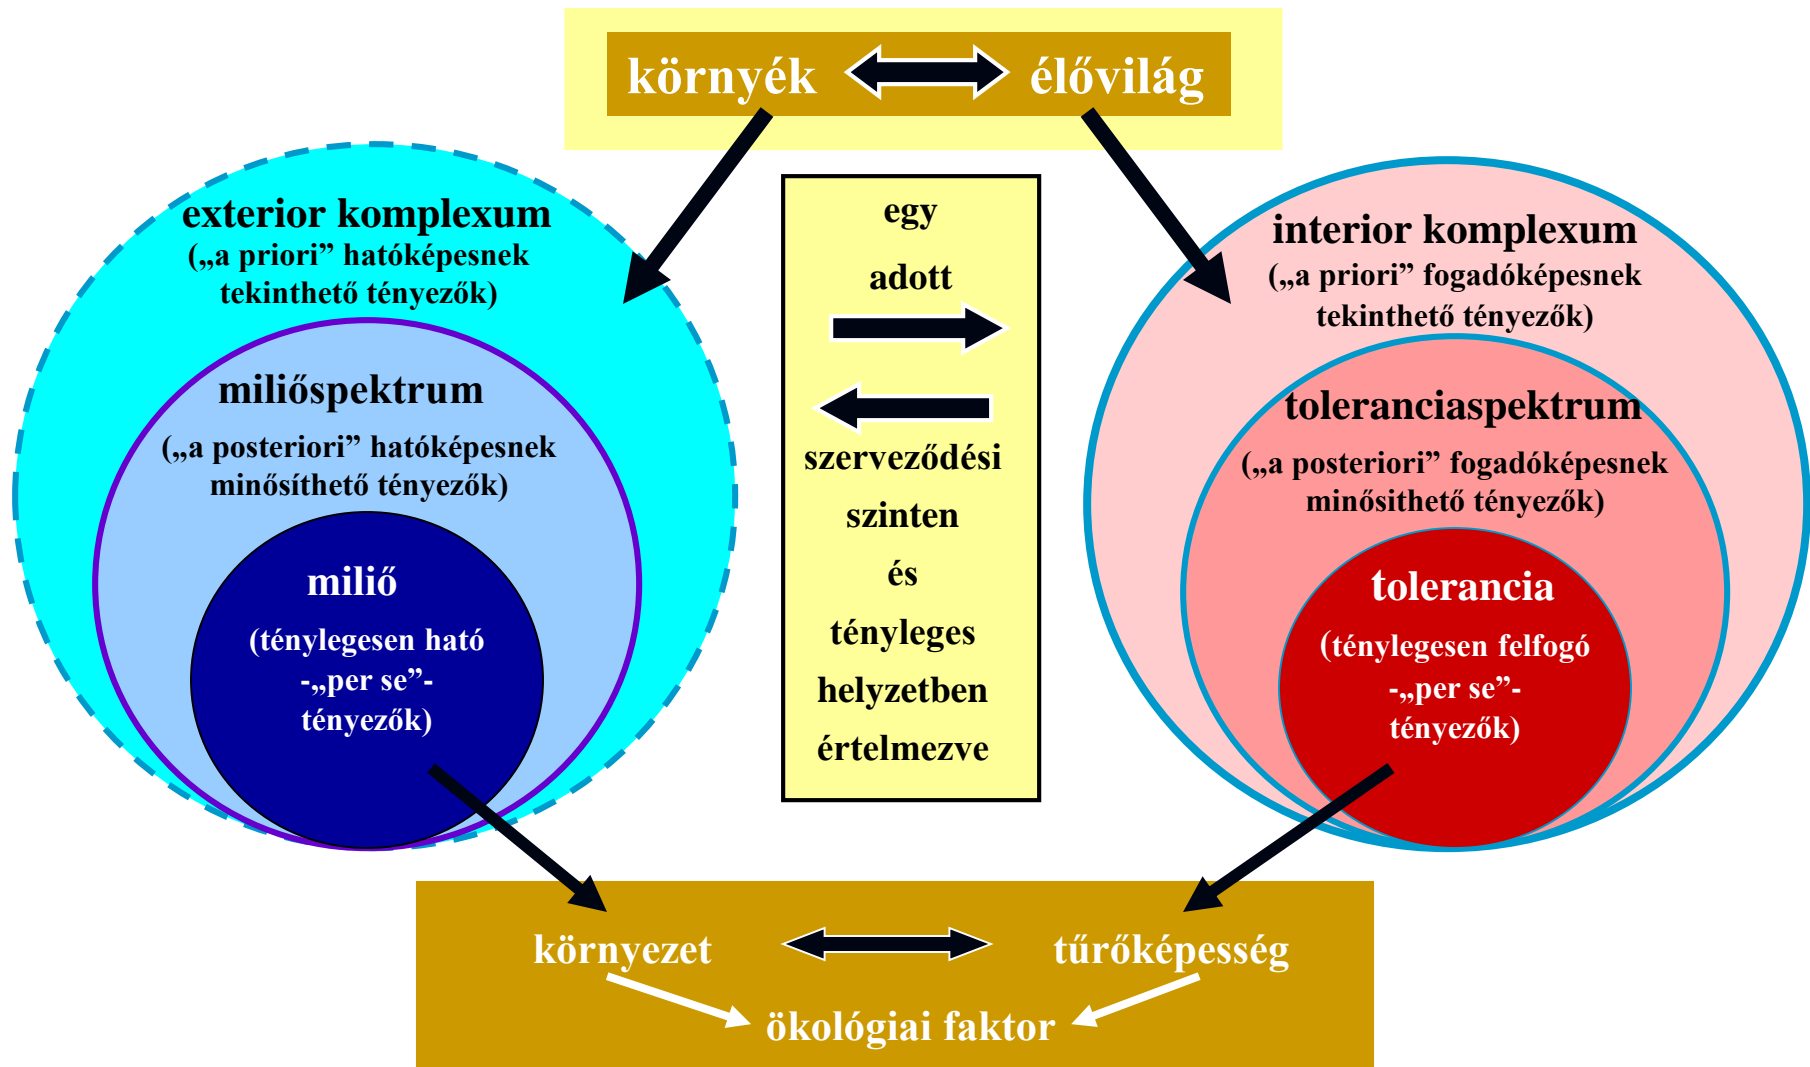 környék élővilág
exterior komplexum
(„a priori” hatóképesnek
tekinthető tényezők)
miliőspektrum
(„a posteriori” hatóképesnek
minősíthető tényezők)
milió
(ténylegesen ható
-„per se”-
tényezők)
egy
adott
szerveződési
szinten
és
tényleges
helyzetben
értelmezve
interior komplexum
(„a priori” fogadóképesnek
tekinthető tényezők)
toleranciaspektrum
(„a posteriori” fogadóképesnek
minősithető tényezők)
tolerancia
(ténylegesen felfogó
-„per se”-
tényezők)
környezet tűrőképesség
ökológiai faktor